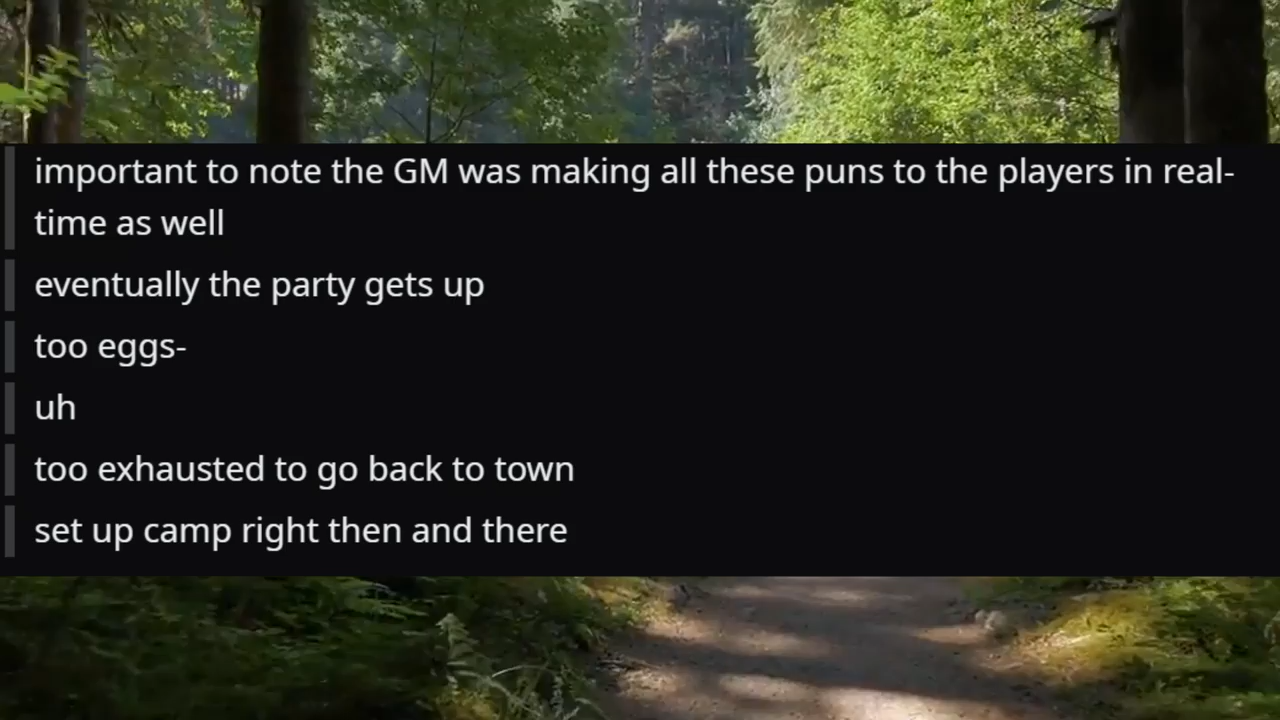 important to note the GM was making all these puns to the players in real-
time as well
eventually the party gets up
too eggs-
uh
too exhausted to go back to town
set up camp right then and there